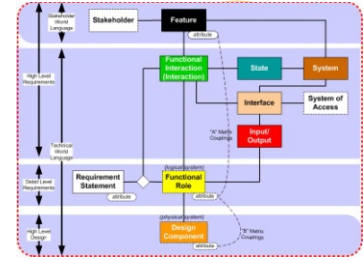 Stakeholder
World
Language
Stakeholder
Feature
attribute
Functional
Interaction
(Interaction)
State
System
High Level
Requirements
Technical
World
Language
Interface
System of
Access
"A" Matrix
Couplings
Input/
Output
(logical system)
Detail Level
Requirements
Requirement
Statement
attribute
Functional
Role
attribute
(physical system)
High Level
Design
Design
Component
attribute
"B" Matrix
Couplings